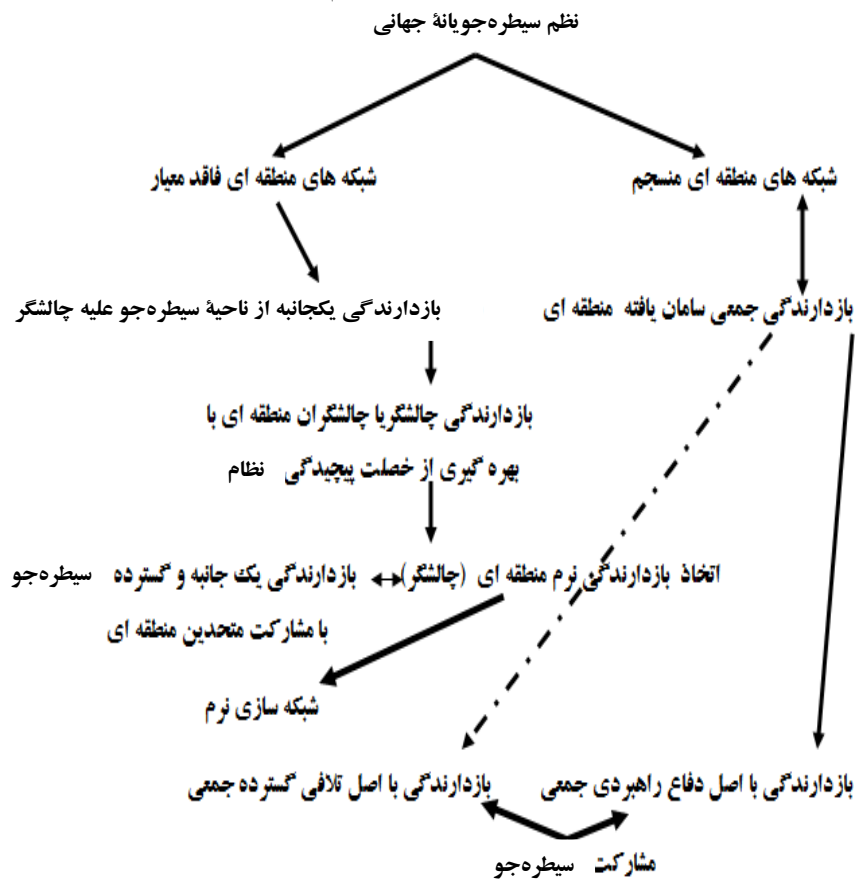 نظم سیطره‌جویانهٔ جهانی
شبکه های منطقه ای منسجم
شبکه های منطقه ای فاقد معیار
بازدارندگی جمعی سامان یافته منطقه ای
بازدارندگی یکجانبه از ناحیهٔ سیطره‌جو علیه چالشگر
بازدارندگی چالشگریا چالشگران منطقه ای با
بهره گیری از خصلت پیچیدگی نظام
اتخاذ بازدارندگی نرم منطقه ای (چالشگر) بازدارندگی یک جانبه و گسترده سیطره‌جو
با مشارکت متحدین منطقه ای
شبکه سازی نرم
بازدارندگی با اصل دفاع راهبردی جمعی
بازدارندگی با اصل تلافی گسترده جمعی
مشارکت سیطره‌جو